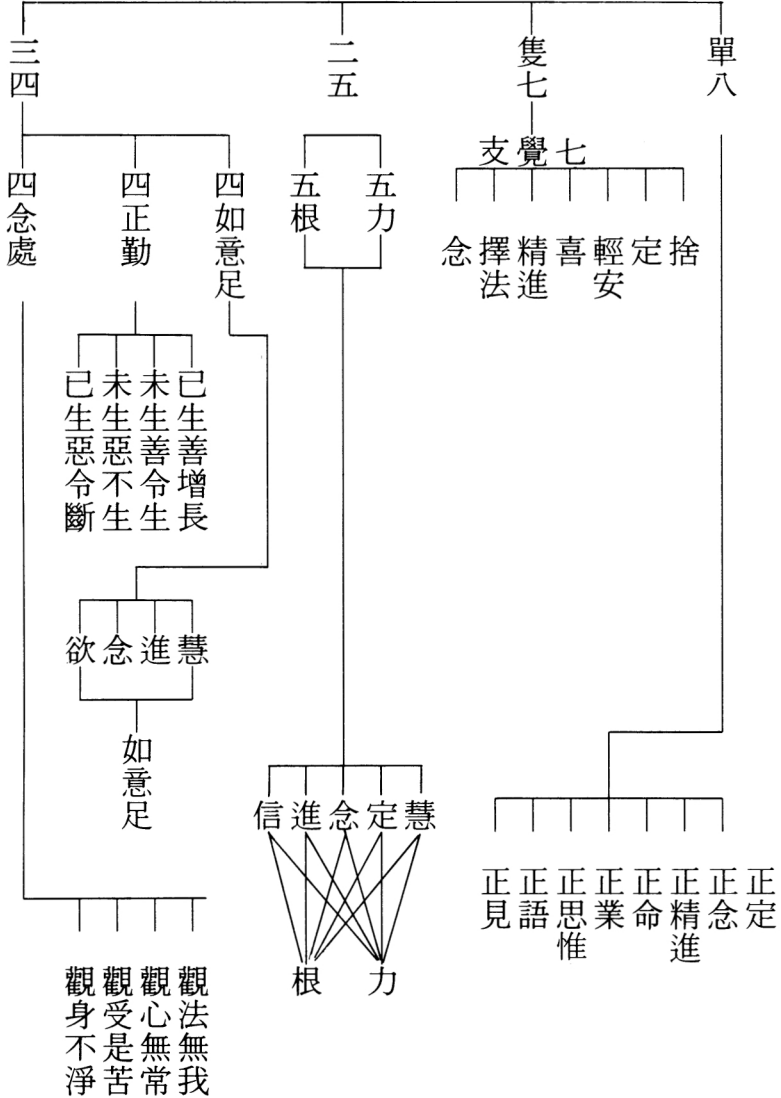 三四
二五
隻七
單八
四念處
四正勤
四如意足
五根
五力
支覺七
念
擇法
精進
喜
輕安
定
捨
已生惡令斷
未生惡不生
未生善令生
已生善增長
欲
念
進
慧
如意足
信
進
念
定
慧
根
力
正見
正語
正思惟
正業
正命
正精進
正念
正定
觀身不淨
觀受是苦
觀心無常
觀法無我